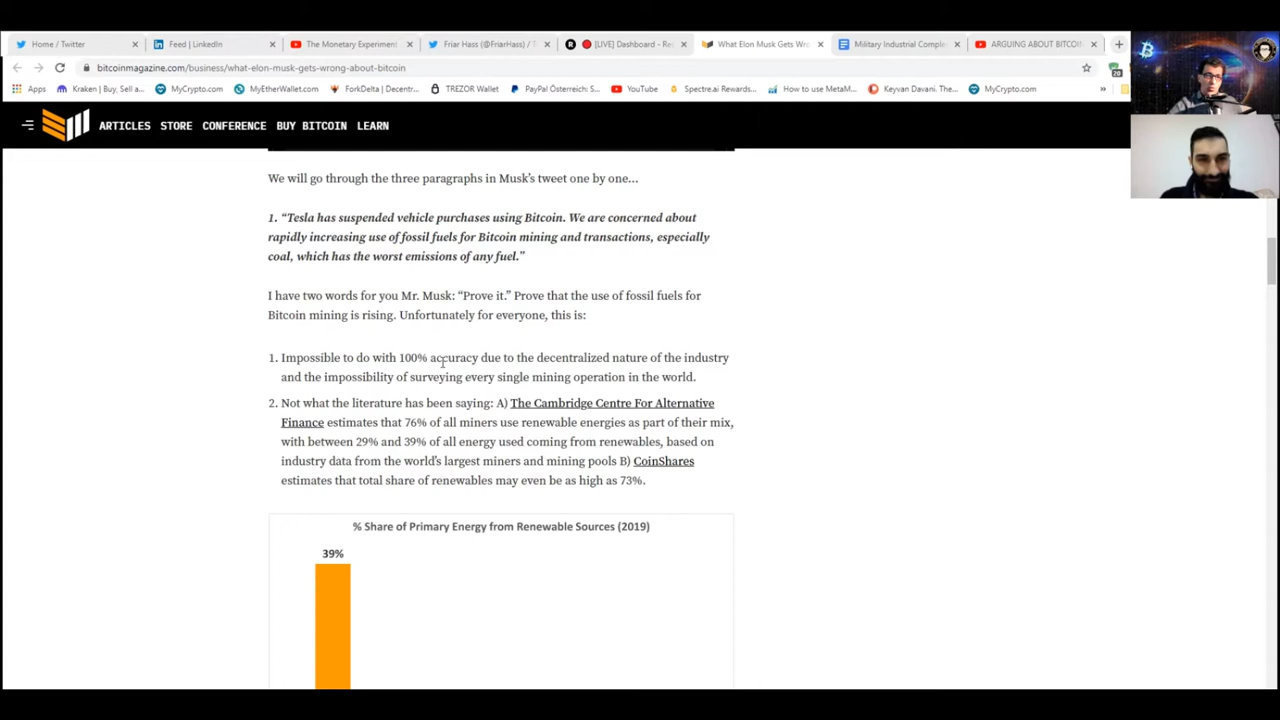 Home / Twitter
Feed | LinkedIn
The Monetary Experiment
Friar Hass (@FriarHass) / T
[LIVE] Dashboard - Re
What Elon Musk Gets Wro
Military Industrial Comple
ARGUING ABOUT BITCOIN
bitcoinmagazine.com/business/what-elon-musk-gets-wrong-about-bitcoin
20
Apps
Kraken | Buy, Sell a...
MyCrypto.com
MyEtherWallet.com
ForkDelta | Decentr...
TREZOR Wallet
PayPal Österreich: S...
YouTube
Spectre.ai Rewards...
How to use MetaM...
Keyvan Davani. The...
MyCrypto.com
ARTICLES STORE CONFERENCE BUY BITCOIN LEARN
We will go through the three paragraphs in Musk's tweet one by one…
1. “Tesla has suspended vehicle purchases using Bitcoin. We are concerned about
rapidly increasing use of fossil fuels for Bitcoin mining and transactions, especially
coal, which has the worst emissions of any fuel.”
I have two words for you Mr. Musk: “Prove it.” Prove that the use of fossil fuels for
Bitcoin mining is rising. Unfortunately for everyone, this is:
1. Impossible to do with 100% accuracy due to the decentralized nature of the industry
and the impossibility of surveying every single mining operation in the world.
2. Not what the literature has been saying: A) The Cambridge Centre For Alternative
Finance estimates that 76% of all miners use renewable energies as part of their mix,
with between 29% and 39% of all energy used coming from renewables, based on
industry data from the world's largest miners and mining pools B) CoinShares
estimates that total share of renewables may even be as high as 73%.
% Share of Primary Energy from Renewable Sources (2019)
39%